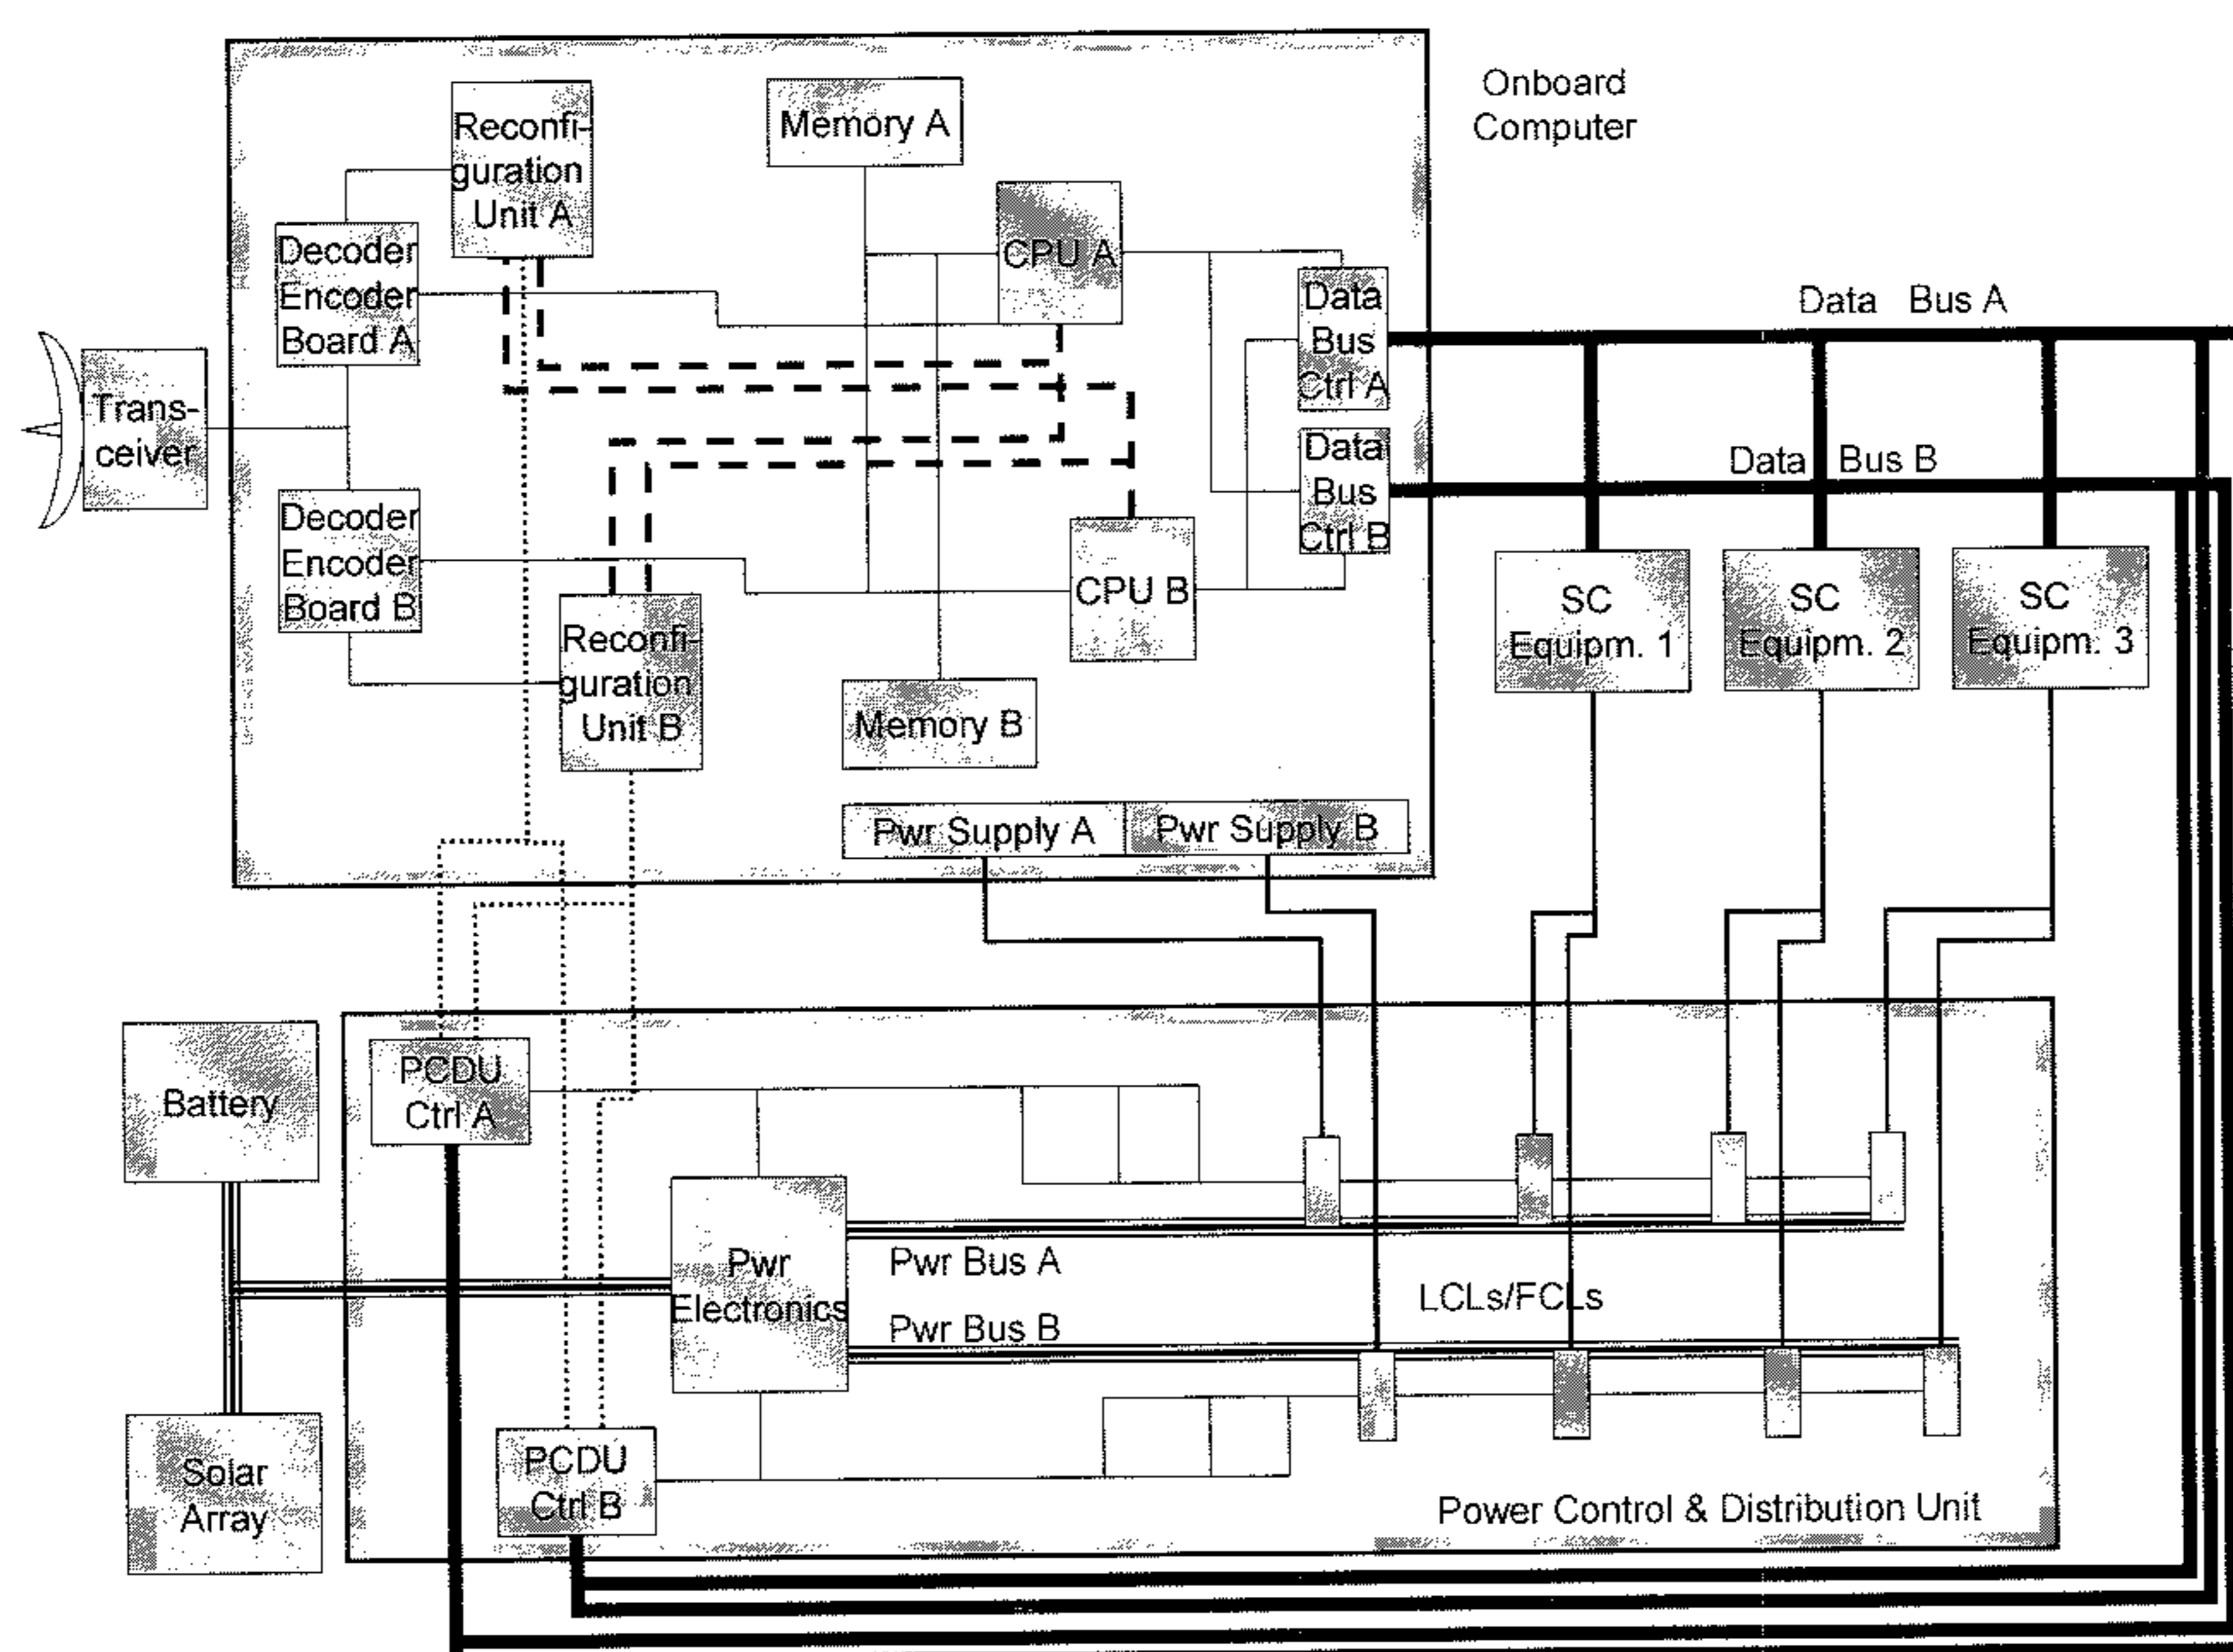 Onboard
Computer
Reconfi-
guration
Unit A
Memory A
CPU A
Decoder
Encoder
Board A
Data
Bus
Ctrl A
Data Bus A
Trans-
ceiver
Data
Bus
Ctrl B
Data Bus B
Decoder
Encoder
Board B
CPU B
SC
Equipm. 1
SC
Equipm. 2
SC
Equipm. 3
Reconfi-
guration
Unit B
Memory B
Pwr Supply A
Pwr Supply B
Battery
PCDU
Ctrl A
Pwr
Electronics
Pwr Bus A
LCLs/FCLs
Pwr Bus B
Solar
Array
PCDU
Ctrl B
Power Control & Distribution Unit